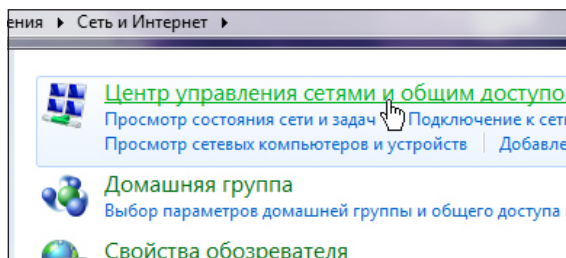 ения ▸ Сеть и Интернет ▸
Центр управления сетями и общим доступо
Просмотр состояния сети и задач Подключение к сети
Просмотр сетевых компьютеров и устройств Добавле
Домашняя группа
Выбор параметров домашней группы и общего доступа
Свойства обозревателя